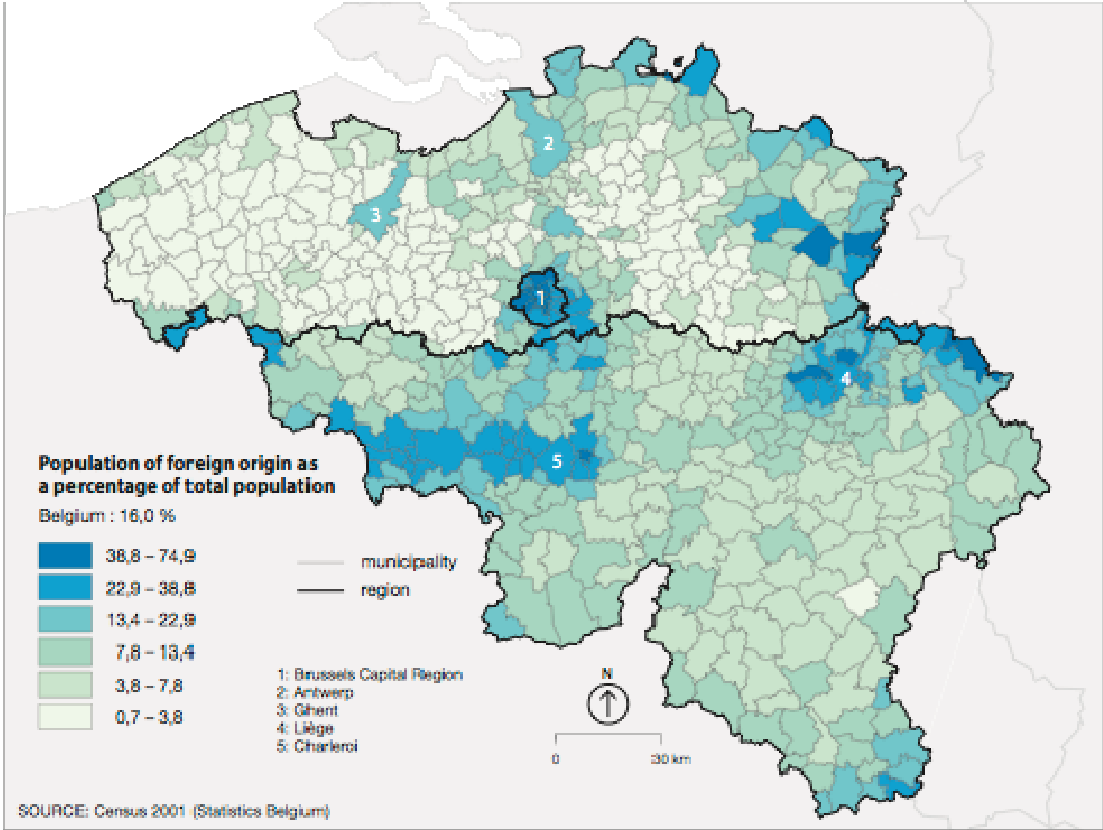 2
3
1
4
5
Population of foreign origin as
a percentage of total population
Belgium : 16,0 %
38,8 – 74,9
22,9 – 38,8
13,4 – 22,9
7,8 – 13,4
3,8 – 7,8
0,7 – 3,8
municipality
region
1: Brussels Capital Region
2: Antwerp
3: Ghent
4: Liège
5: Charleroi
N
0 30 km
SOURCE: Census 2001 (Statistics Belgium)